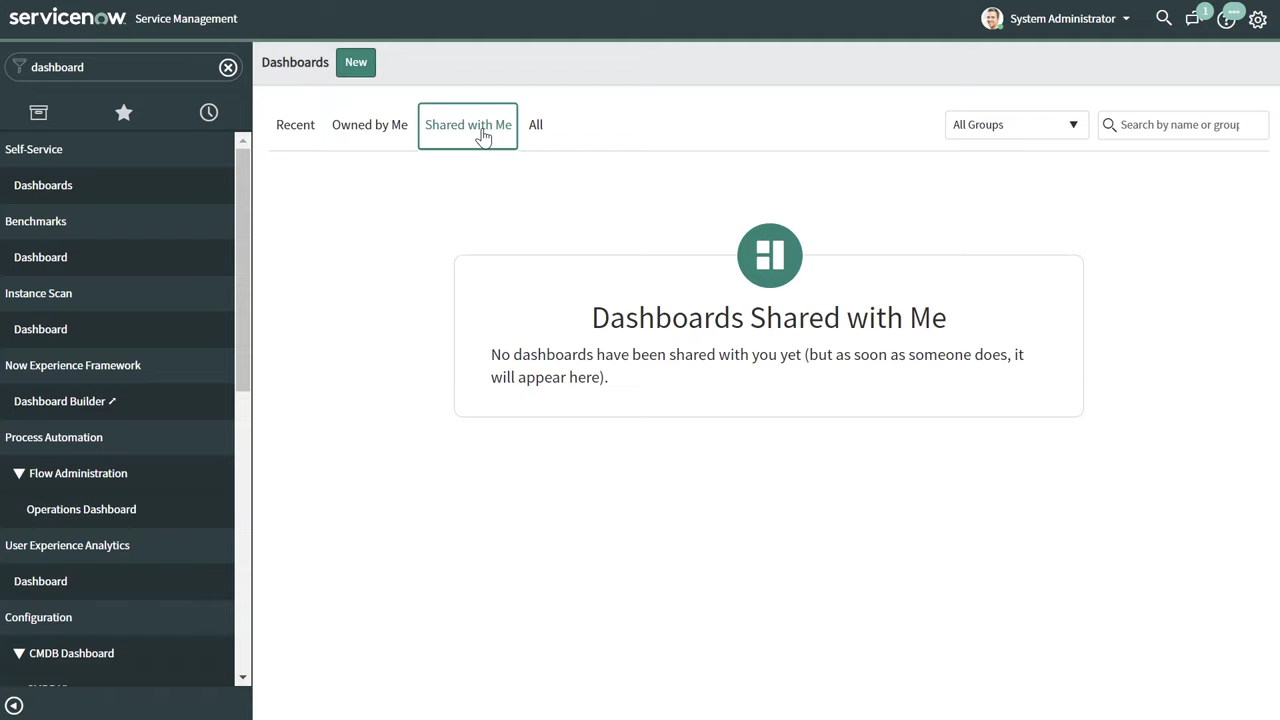 servicenow. Service Management
System Administrator
1
dashboard
Self-Service
Dashboards
Benchmarks
Dashboard
Instance Scan
Dashboard
Now Experience Framework
Dashboard Builder
Process Automation
Flow Administration
Operations Dashboard
User Experience Analytics
Dashboard
Configuration
CMDB Dashboard
Dashboards New
Recent Owned by Me Shared with Me All
All Groups
Search by name or group
Dashboards Shared with Me
No dashboards have been shared with you yet (but as soon as someone does, it
will appear here).